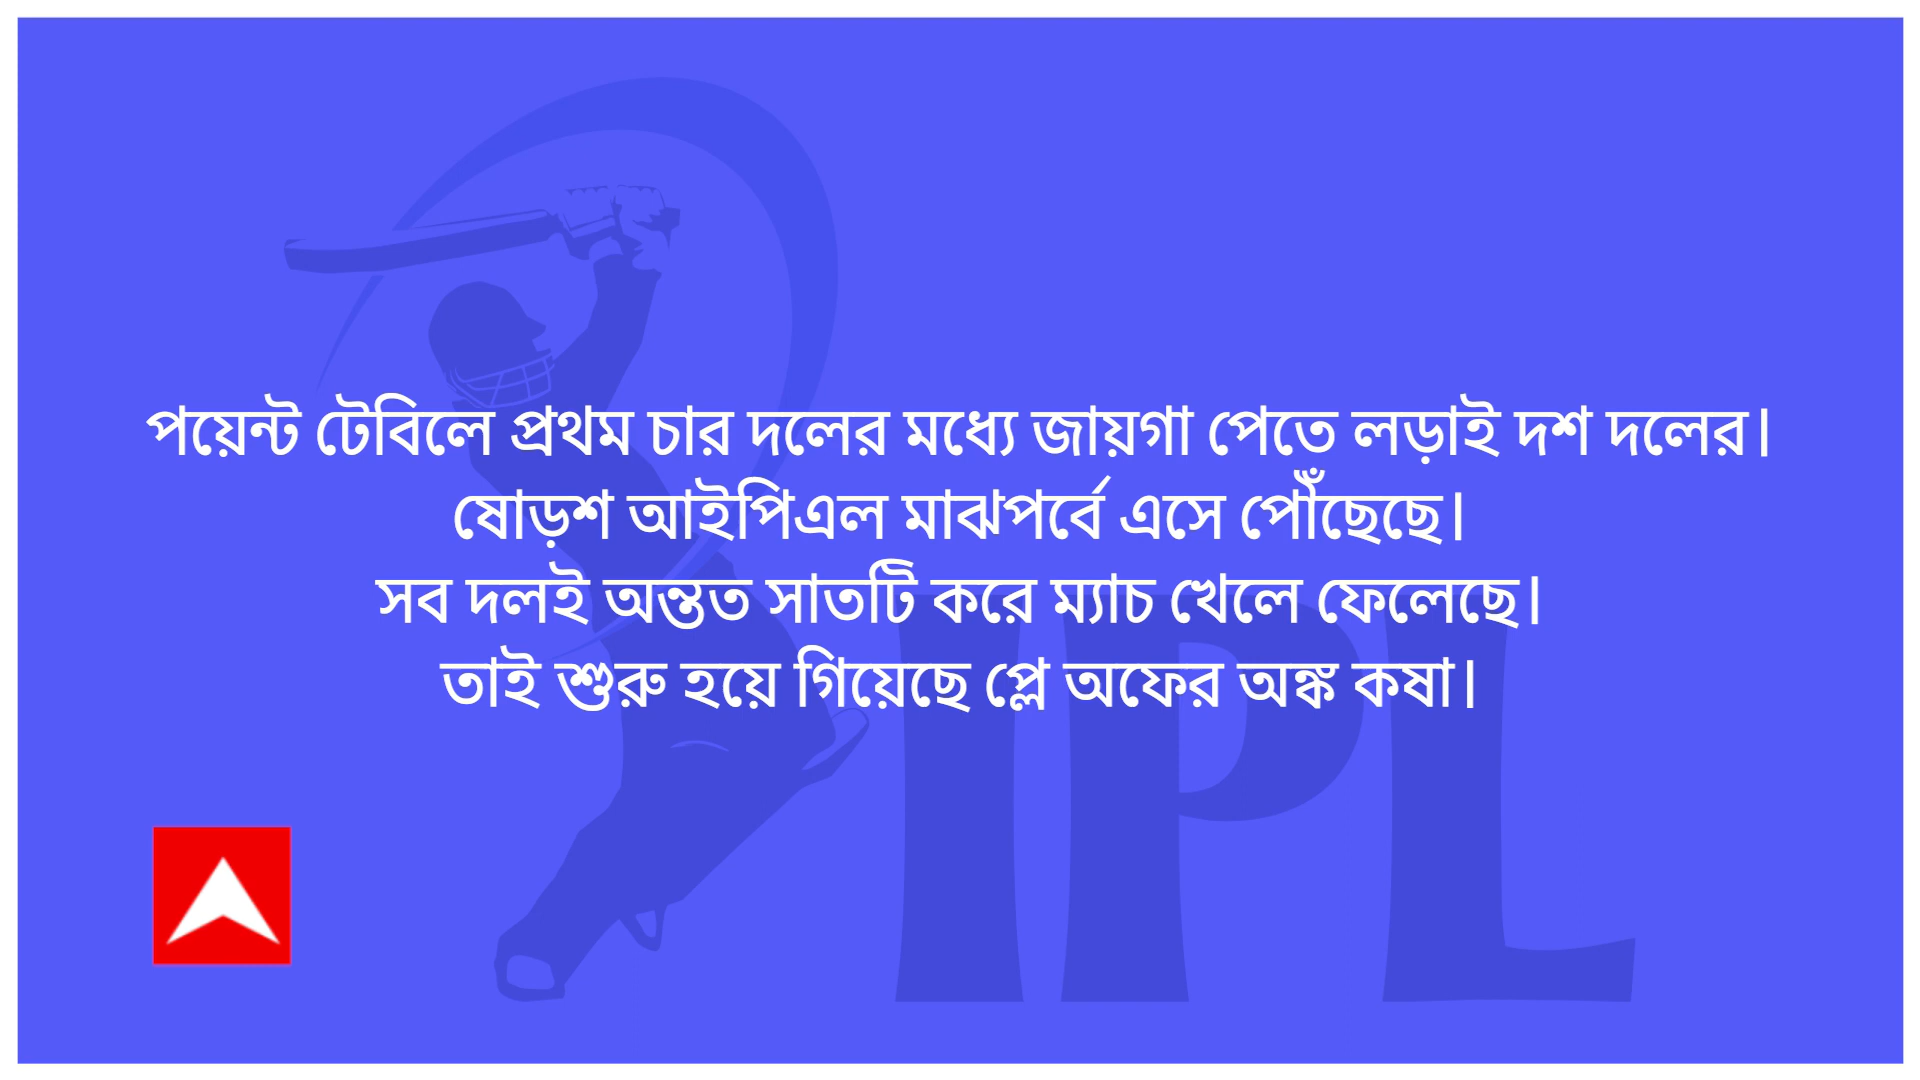 পয়েন্ট টেবিলে প্রথম চার দলের মধ্যে জায়গা পেতে লড়াই দশ দলের।
ষোড়শ আইপিএল মাঝপর্বে এসে পৌঁছেছে।
সব দলই অন্তত সাতটি করে ম্যাচ খেলে ফেলেছে।
তাই শুরু হয়ে গিয়েছে প্লে অফের অঙ্ক কষা।
IPL